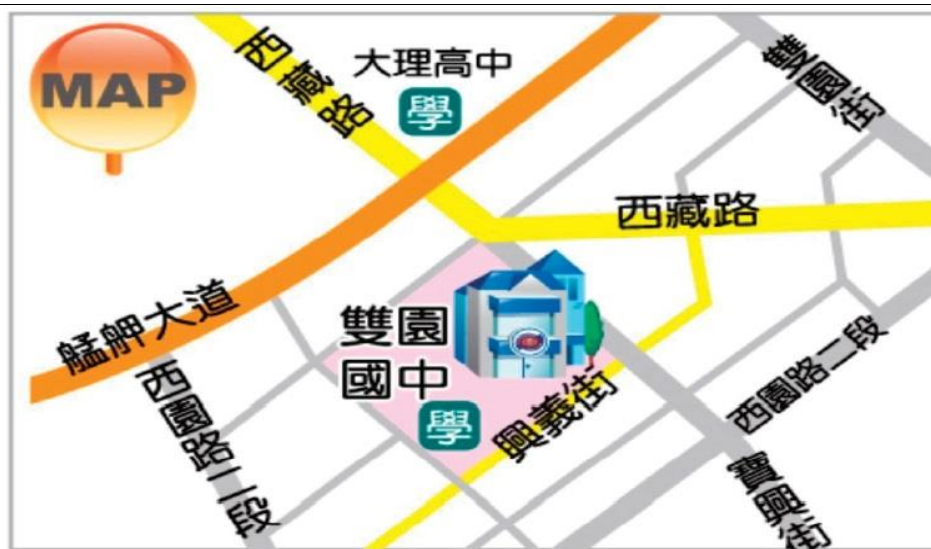 MAP
西藏路
大理高中
學
雙園街
西藏路
艋舺大道
雙園
國中
學
興義街
西園路二段
西園路二段
寶興街